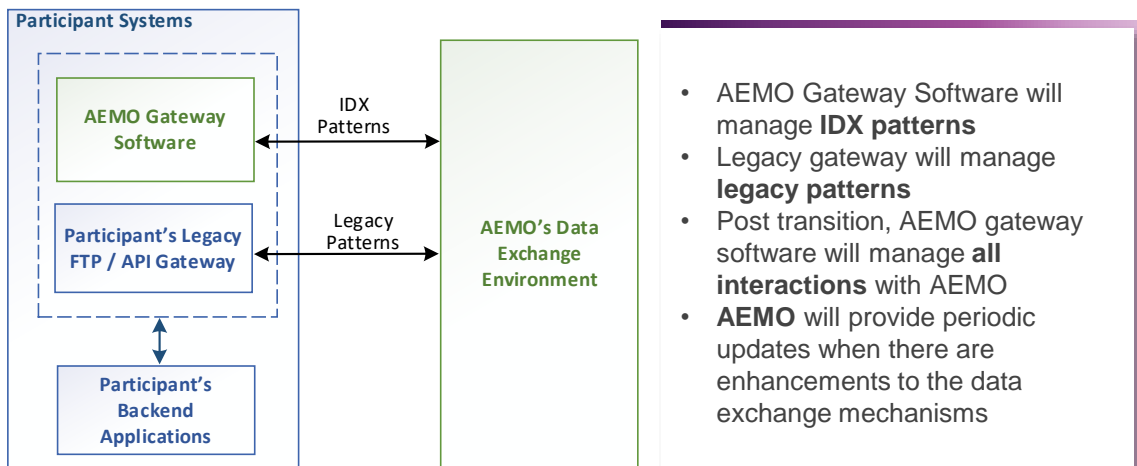 Participant Systems
AEMO Gateway
Software
IDX
Patterns
Participant's Legacy
FTP / API Gateway
Legacy
Patterns
AEMO's Data
Exchange
Environment
Participant's
Backend
Applications
• AEMO Gateway Software will
manage IDX patterns
• Legacy gateway will manage
legacy patterns
• Post transition, AEMO gateway
software will manage all
interactions with AEMO
• AEMO will provide periodic
updates when there are
enhancements to the data
exchange mechanisms